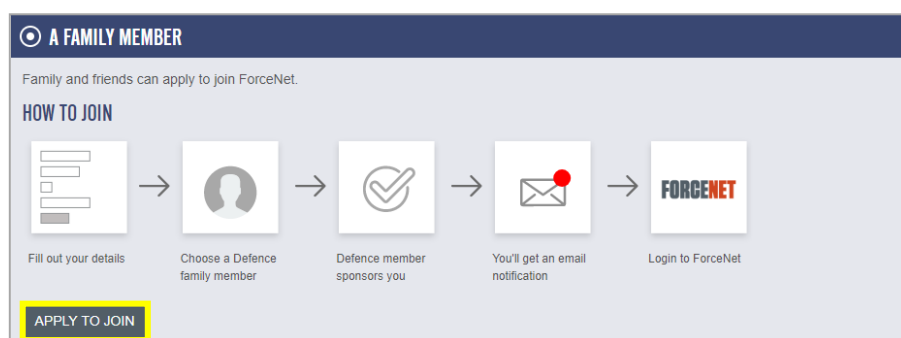 A FAMILY MEMBER
Family and friends can apply to join ForceNet.
HOW TO JOIN
FORCENET
Fill out your details
Choose a Defence
family member
Defence member
sponsors you
You'll get an email
notification
Login to ForceNet
APPLY TO JOIN